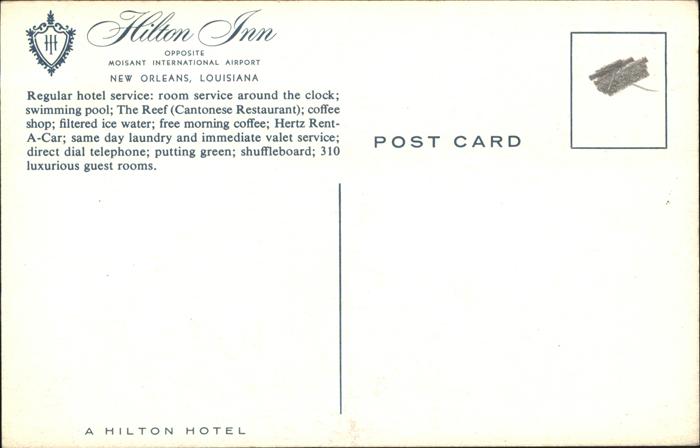 HI
Hilton Inn
OPPOSITE
MOISANT INTERNATIONAL AIRPORT
NEW ORLEANS, LOUISIANA
Regular hotel service: room service around the clock;
swimming pool; The Reef (Cantonese Restaurant); coffee
shop; filtered ice water; free morning coffee; Hertz Rent-
A-Car; same day laundry and immediate valet service;
direct dial telephone; putting green; shuffleboard; 310
luxurious guest rooms.
POST CARD
A HILTON HOTEL